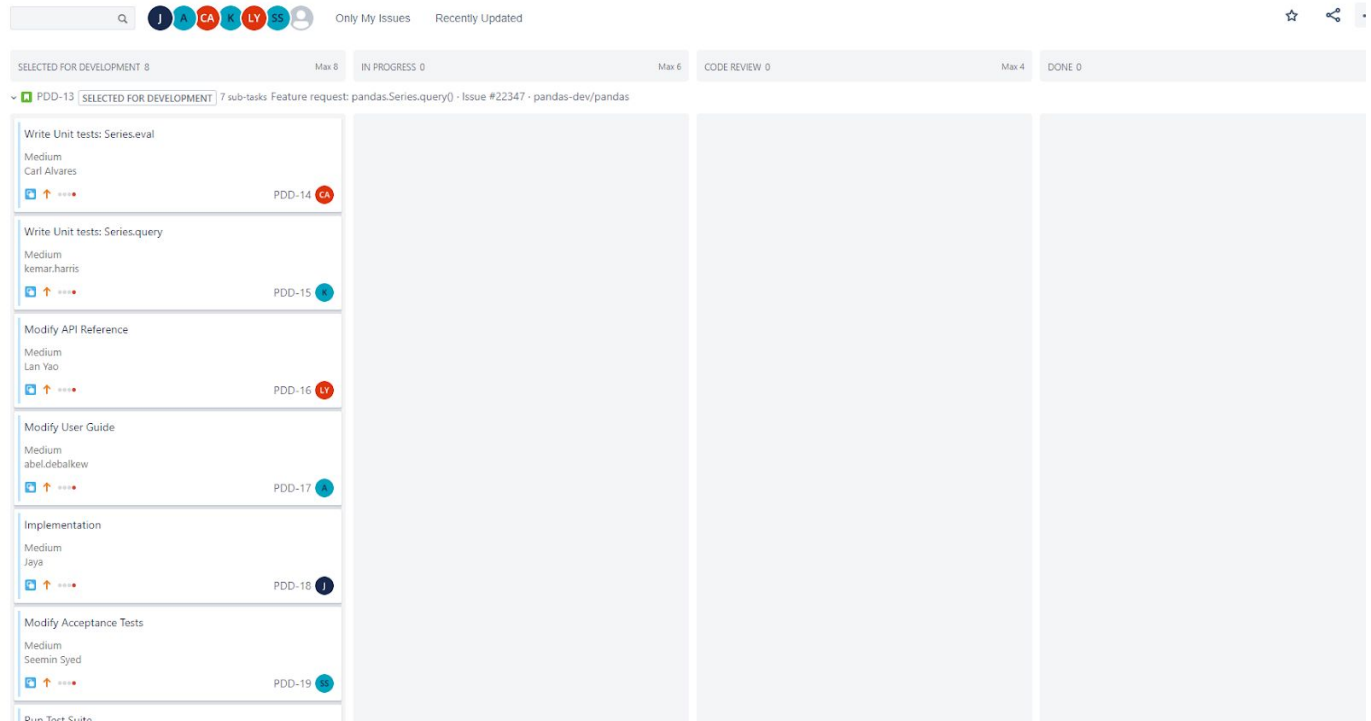 J A CA K LY SS Only My Issues Recently Updated
SELECTED FOR DEVELOPMENT 8 Max 8 IN PROGRESS 0 Max 6 CODE REVIEW 0 Max 4 DONE 0
PDD-13 SELECTED FOR DEVELOPMENT 7 sub-tasks Feature request: pandas.Series.query() · Issue #22347 · pandas-dev/pandas
Write Unit tests: Series.eval
Medium
Carl Alvares
PDD-14 CA
Write Unit tests: Series.query
Medium
kemar.harris
PDD-15 K
Modify API Reference
Medium
Lan Yao
PDD-16 LY
Modify User Guide
Medium
abel.debalkew
PDD-17 A
Implementation
Medium
Jaya
PDD-18 J
Modify Acceptance Tests
Medium
Seemin Syed
PDD-19 SS
Run Test Suite